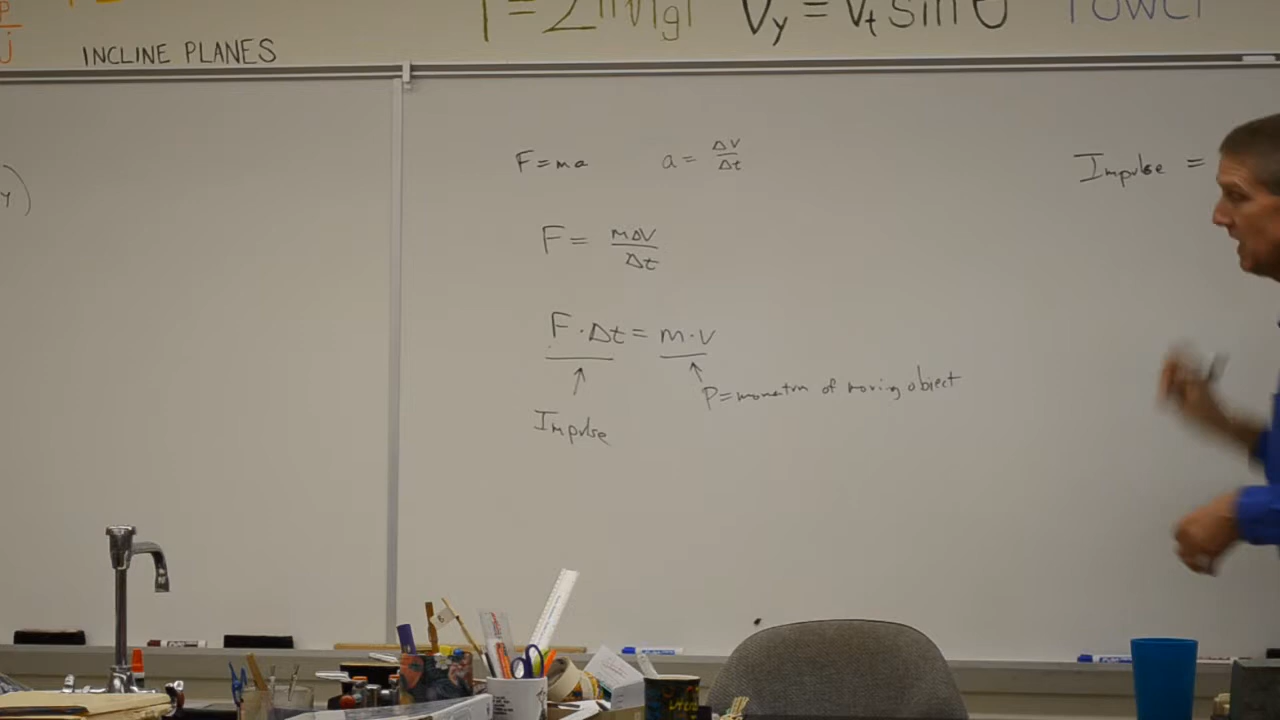 P/J
INCLINE PLANES
Vy = Vt sin θ
y)
F = ma
a = ΔV/Δt
Impulse =
F = mΔV/Δt
F · Δt = m · v
P = momentum of moving object
Impulse